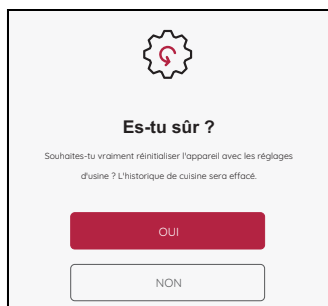 Es-tu sûr ?
Souhaites-tu vraiment réinitialiser l'appareil avec les réglages
d'usine ? L'historique de cuisine sera effacé.
OUI
NON